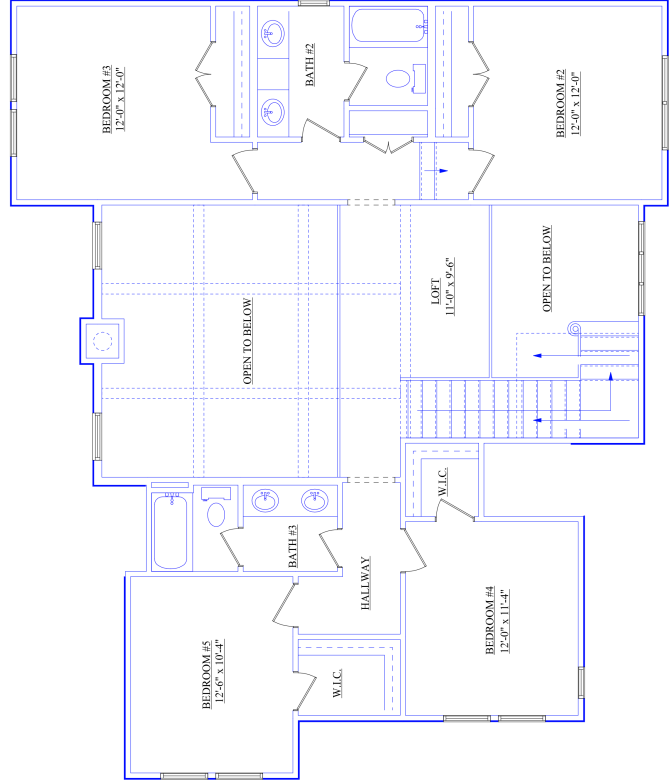 BEDROOM #3
12'-0" x 12'-0"
BATH #2
BEDROOM #2
12'-0" x 12'-0"
OPEN TO BELOW
LOFT
11'-0" x 9'-6"
OPEN TO BELOW
W.I.C.
BATH #3
HALLWAY
BEDROOM #4
12'-0" x 11'-4"
BEDROOM #5
12'-6" x 10'-4"
W.I.C.